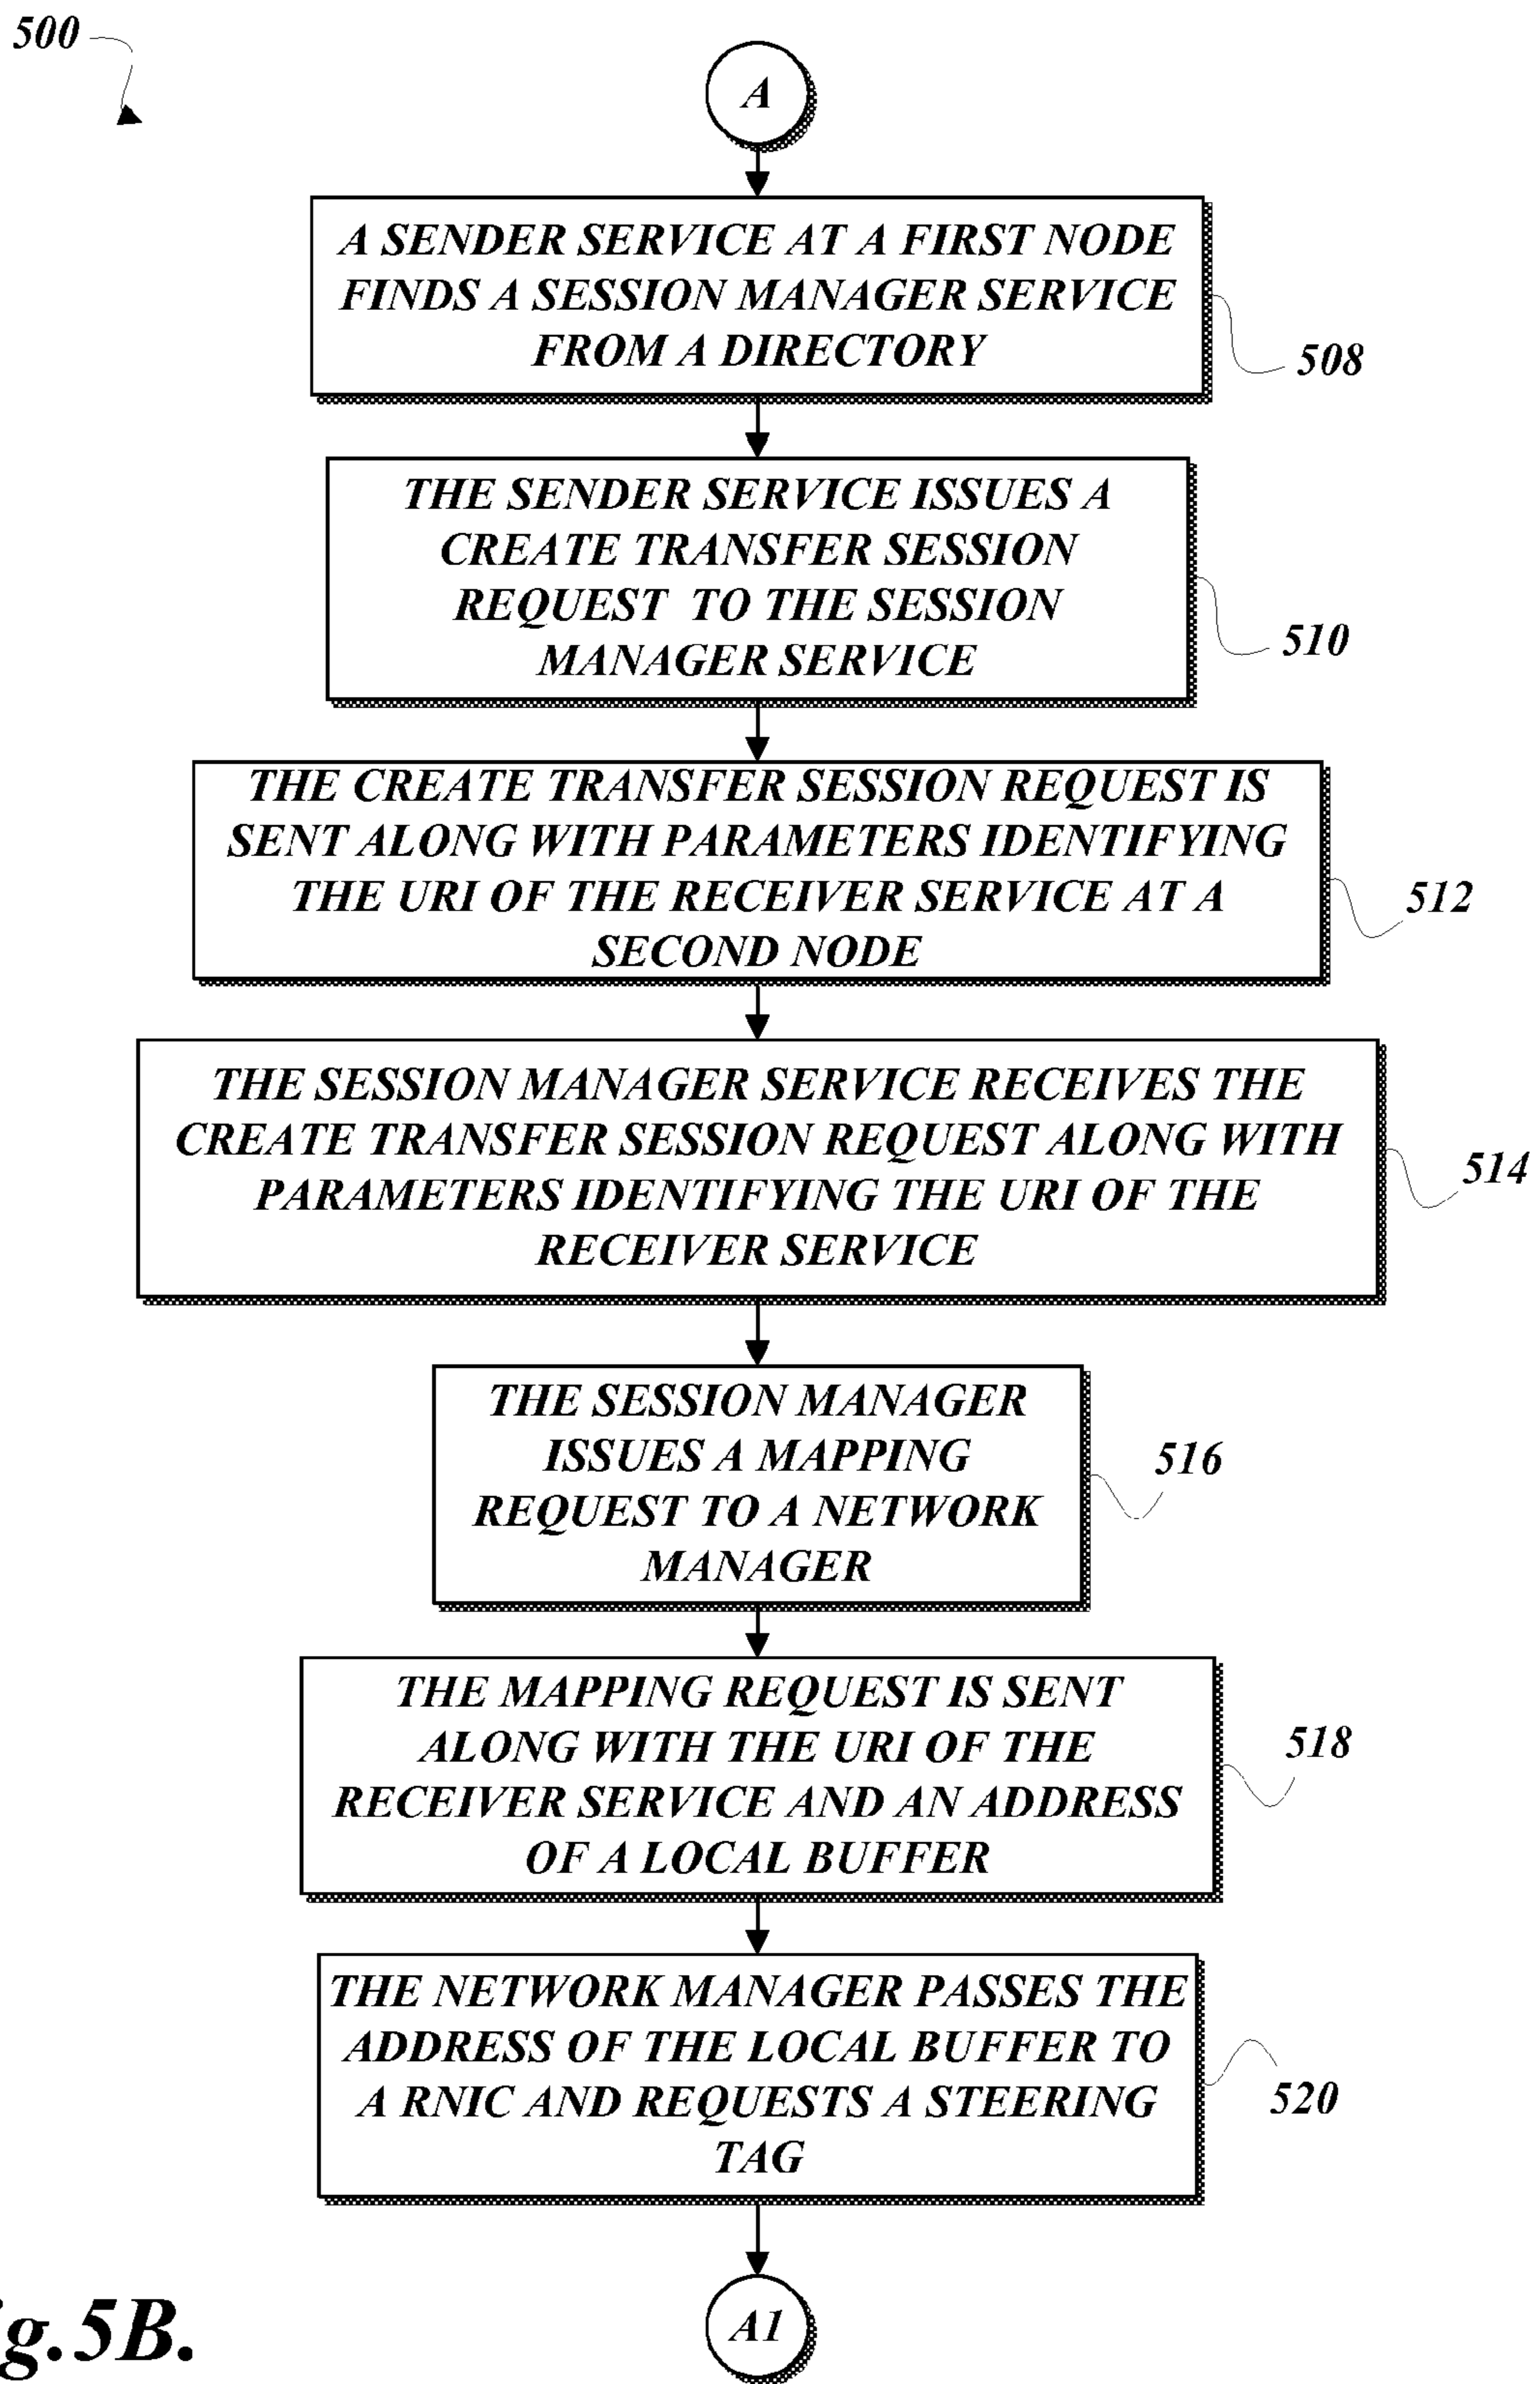 500
A
A SENDER SERVICE AT A FIRST NODE
FINDS A SESSION MANAGER SERVICE
FROM A DIRECTORY
508
THE SENDER SERVICE ISSUES A
CREATE TRANSFER SESSION
REQUEST TO THE SESSION
MANAGER SERVICE
510
THE CREATE TRANSFER SESSION REQUEST IS
SENT ALONG WITH PARAMETERS IDENTIFYING
THE URI OF THE RECEIVER SERVICE AT A
SECOND NODE
512
THE SESSION MANAGER SERVICE RECEIVES THE
CREATE TRANSFER SESSION REQUEST ALONG WITH
PARAMETERS IDENTIFYING THE URI OF THE
RECEIVER SERVICE
514
THE SESSION MANAGER
ISSUES A MAPPING
REQUEST TO A NETWORK
MANAGER
516
THE MAPPING REQUEST IS SENT
ALONG WITH THE URI OF THE
RECEIVER SERVICE AND AN ADDRESS
OF A LOCAL BUFFER
518
THE NETWORK MANAGER PASSES THE
ADDRESS OF THE LOCAL BUFFER TO
A RNIC AND REQUESTS A STEERING
TAG
520
A1
g.5B.